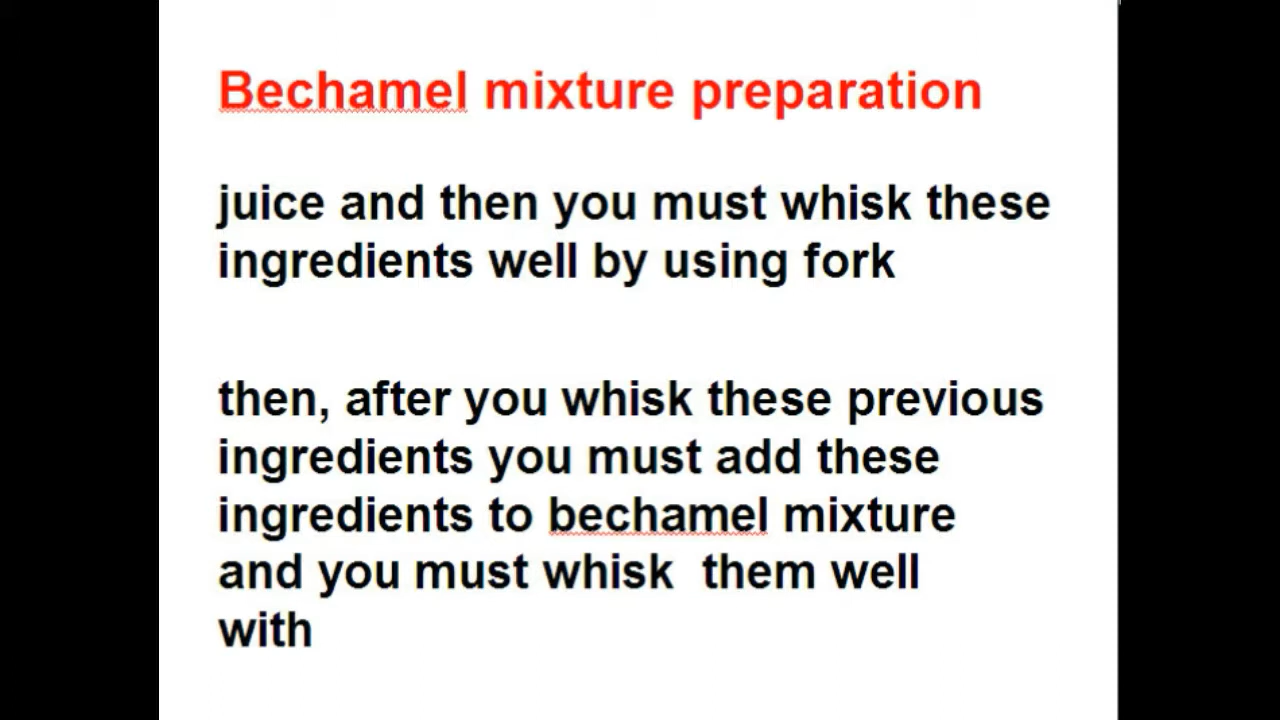 Bechamel mixture preparation
juice and then you must whisk these
ingredients well by using fork
then, after you whisk these previous
ingredients you must add these
ingredients to bechamel mixture
and you must whisk  them well
with